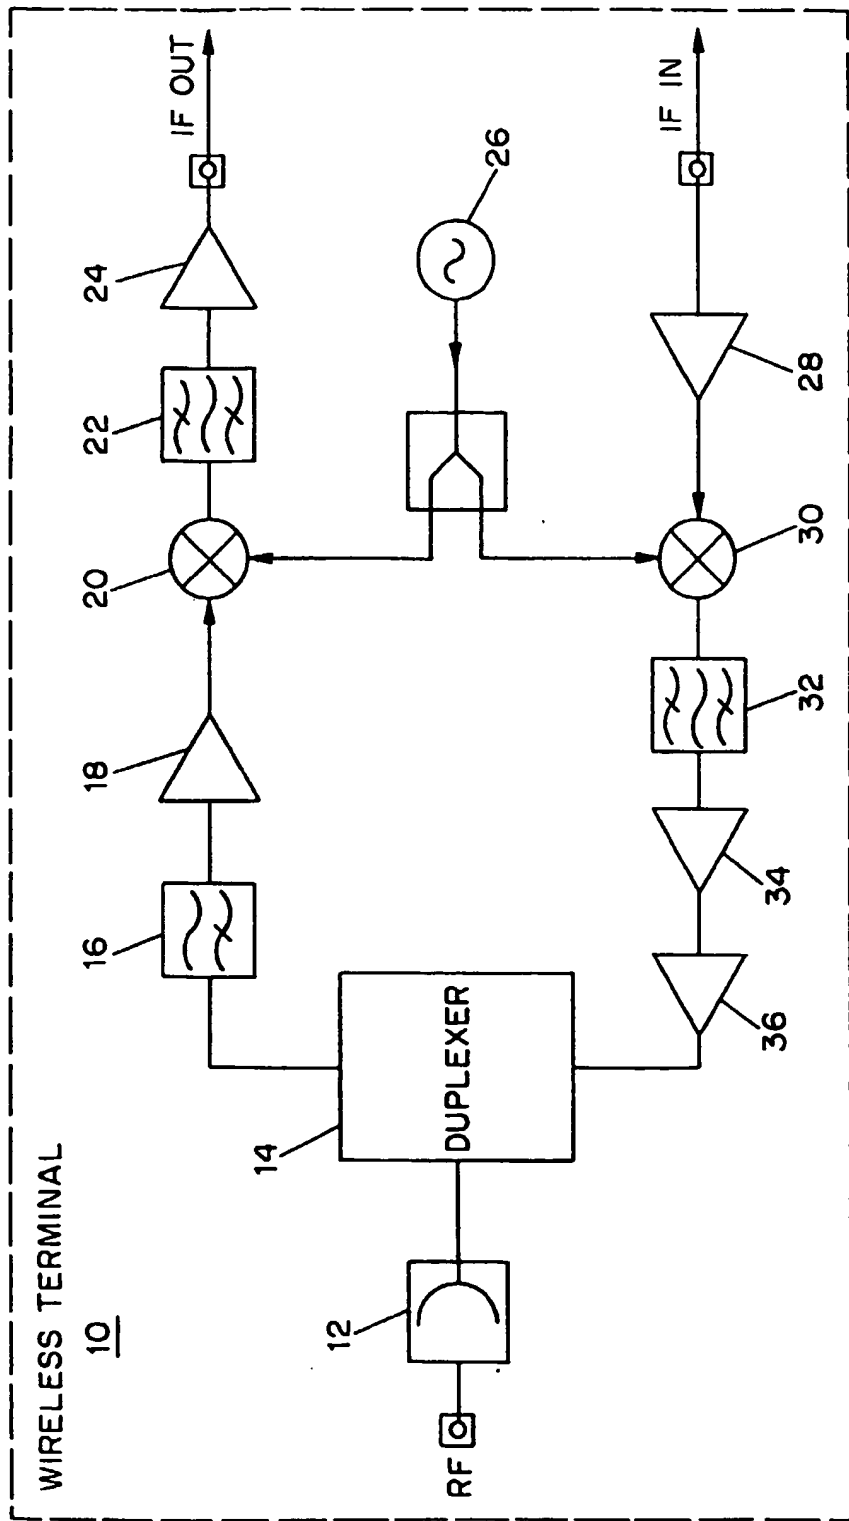 WIRELESS TERMINAL
10
RF
12
14
DUPLEXER
16
18
20
22
24
IF OUT
26
36
34
32
30
28
IF IN